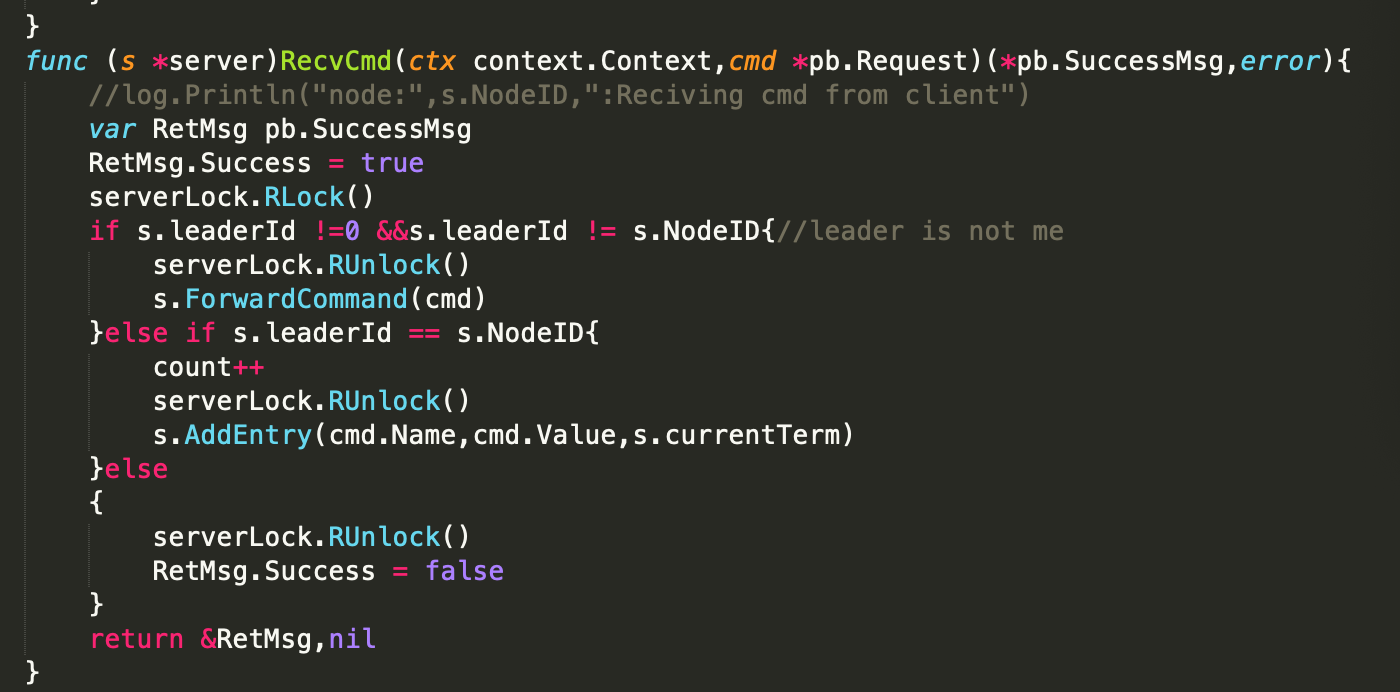 }
func (s *server)RecvCmd(ctx context.Context,cmd *pb.Request)(*pb.SuccessMsg,error){
    //log.Println("node:",s.NodeID,":Reciving cmd from client")
    var RetMsg pb.SuccessMsg
    RetMsg.Success = true
    serverLock.RLock()
    if s.leaderId !=0 &&s.leaderId != s.NodeID{//leader is not me
        serverLock.RUnlock()
        s.ForwardCommand(cmd)
    }else if s.leaderId == s.NodeID{
        count++
        serverLock.RUnlock()
        s.AddEntry(cmd.Name,cmd.Value,s.currentTerm)
    }else
    {
        serverLock.RUnlock()
        RetMsg.Success = false
    }
    return &RetMsg,nil
}